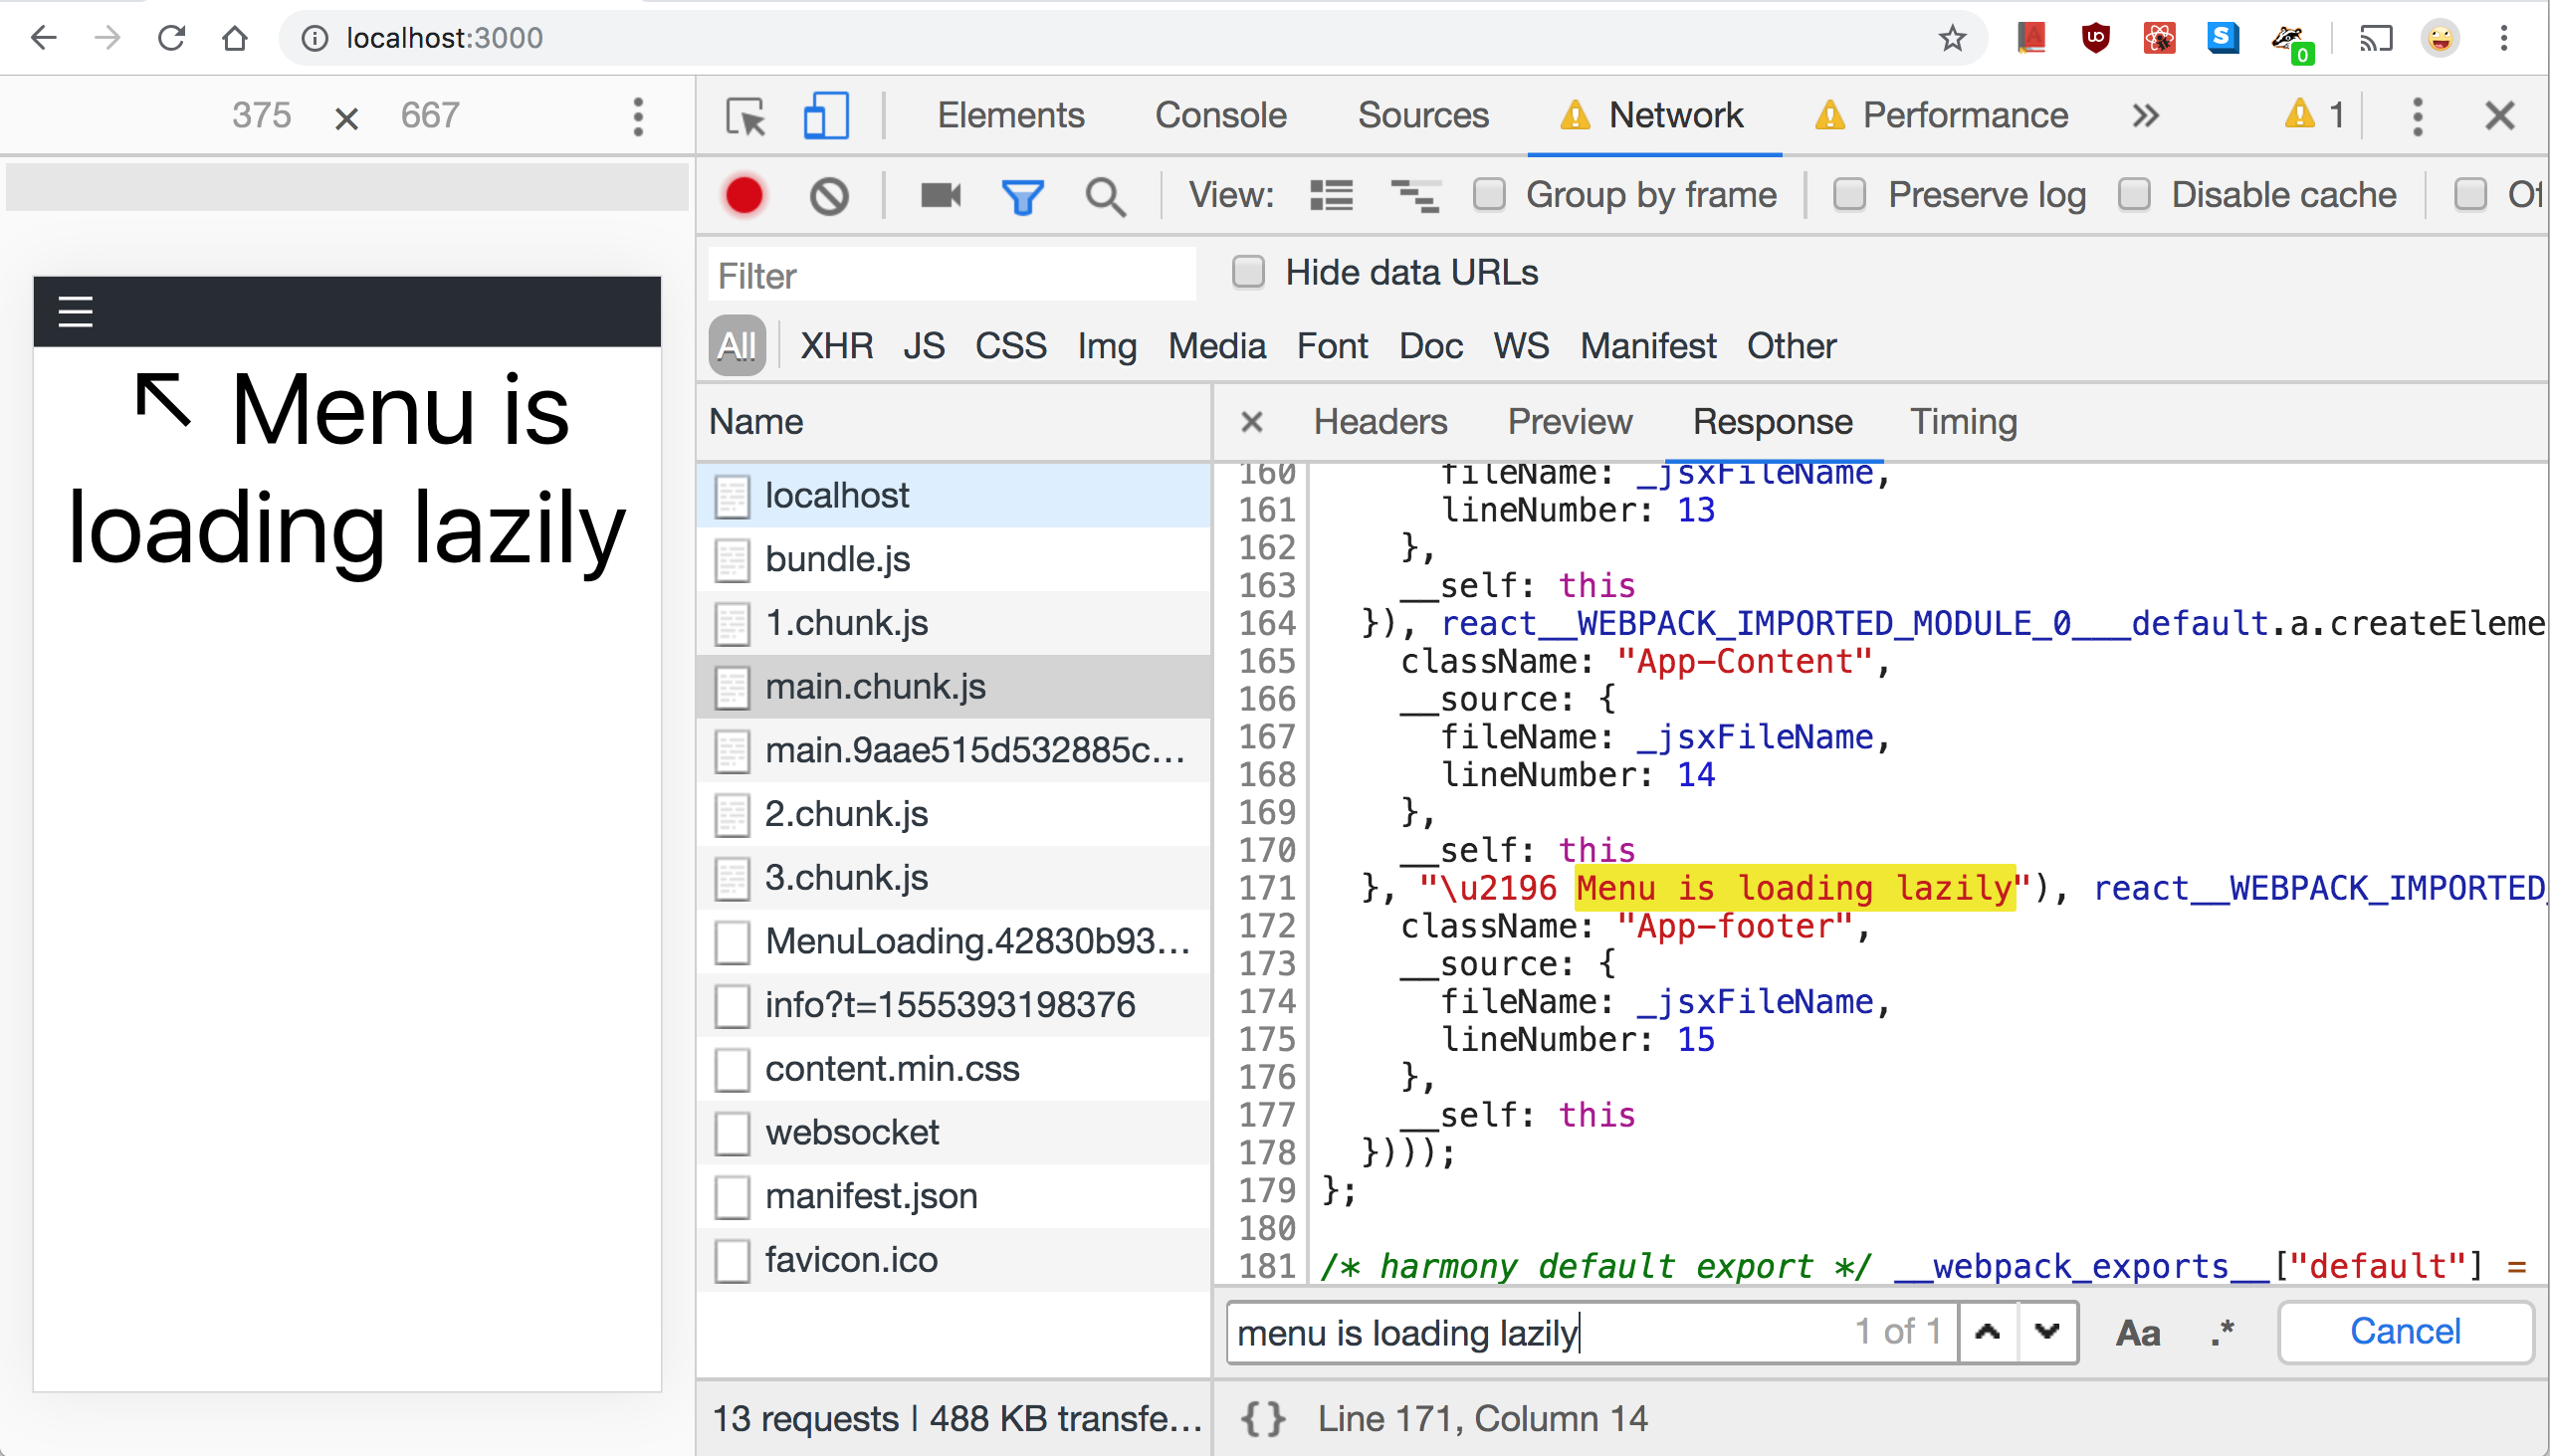 localhost:3000
0
375 × 667
Elements Console Sources Network Performance » 1
View: Group by frame Preserve log Disable cache
Filter Hide data URLs
All XHR JS CSS Img Media Font Doc WS Manifest Other
↖ Menu is
loading lazily
Name
localhost
bundle.js
1.chunk.js
main.chunk.js
main.9aae515d532885c...
2.chunk.js
3.chunk.js
MenuLoading.42830b93...
info?t=1555393198376
content.min.css
websocket
manifest.json
favicon.ico
13 requests | 488 KB transfe...
× Headers Preview Response Timing
160 fileName: _jsxFileName,
161 lineNumber: 13
162 },
163 __self: this
164 }), react__WEBPACK_IMPORTED_MODULE_0___default.a.createEleme
165 className: "App-Content",
166 __source: {
167 fileName: _jsxFileName,
168 lineNumber: 14
169 },
170 __self: this
171 }, "\u2196 Menu is loading lazily"), react__WEBPACK_IMPORTED_
172 className: "App-footer",
173 __source: {
174 fileName: _jsxFileName,
175 lineNumber: 15
176 },
177 __self: this
178 })));
179 };
180
181 /* harmony default export */ __webpack_exports__["default"] =
menu is loading lazily 1 of 1 Aa .* Cancel
{} Line 171, Column 14